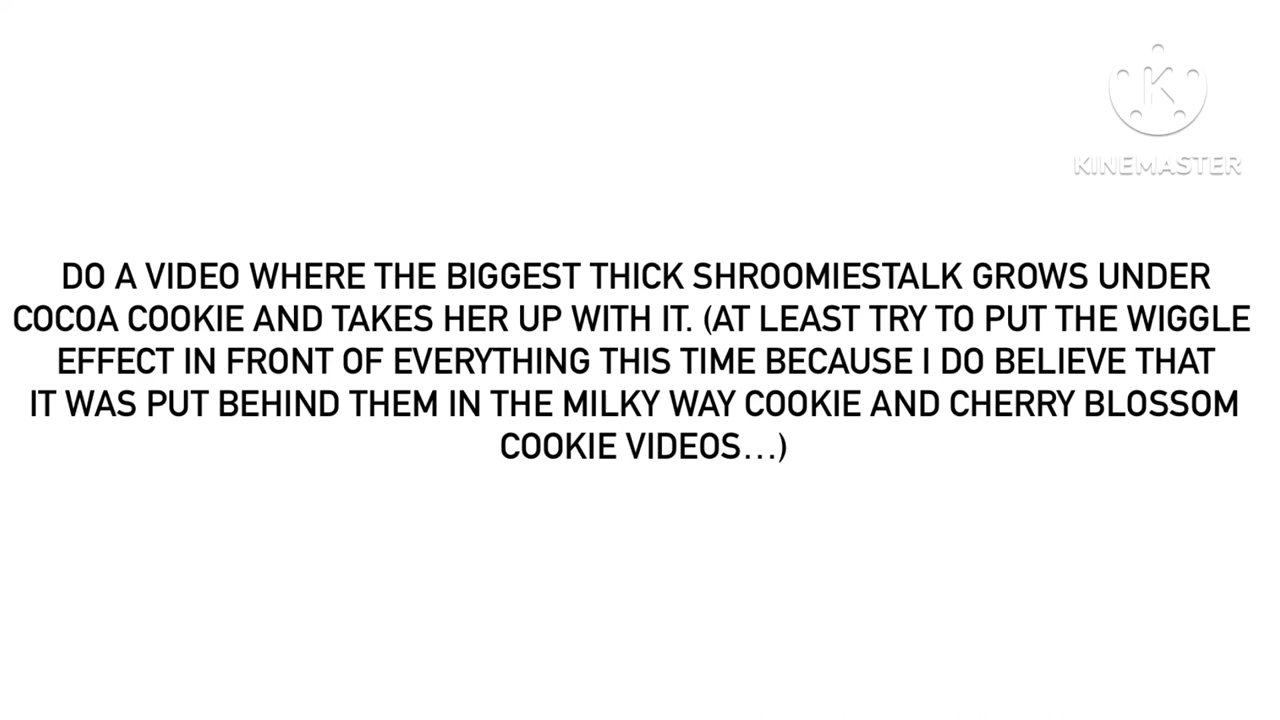 K
KINEMASTER
DO A VIDEO WHERE THE BIGGEST THICK SHROOMIESTALK GROWS UNDER
COCOA COOKIE AND TAKES HER UP WITH IT. (AT LEAST TRY TO PUT THE WIGGLE
EFFECT IN FRONT OF EVERYTHING THIS TIME BECAUSE I DO BELIEVE THAT
IT WAS PUT BEHIND THEM IN THE MILKY WAY COOKIE AND CHERRY BLOSSOM
COOKIE VIDEOS...)